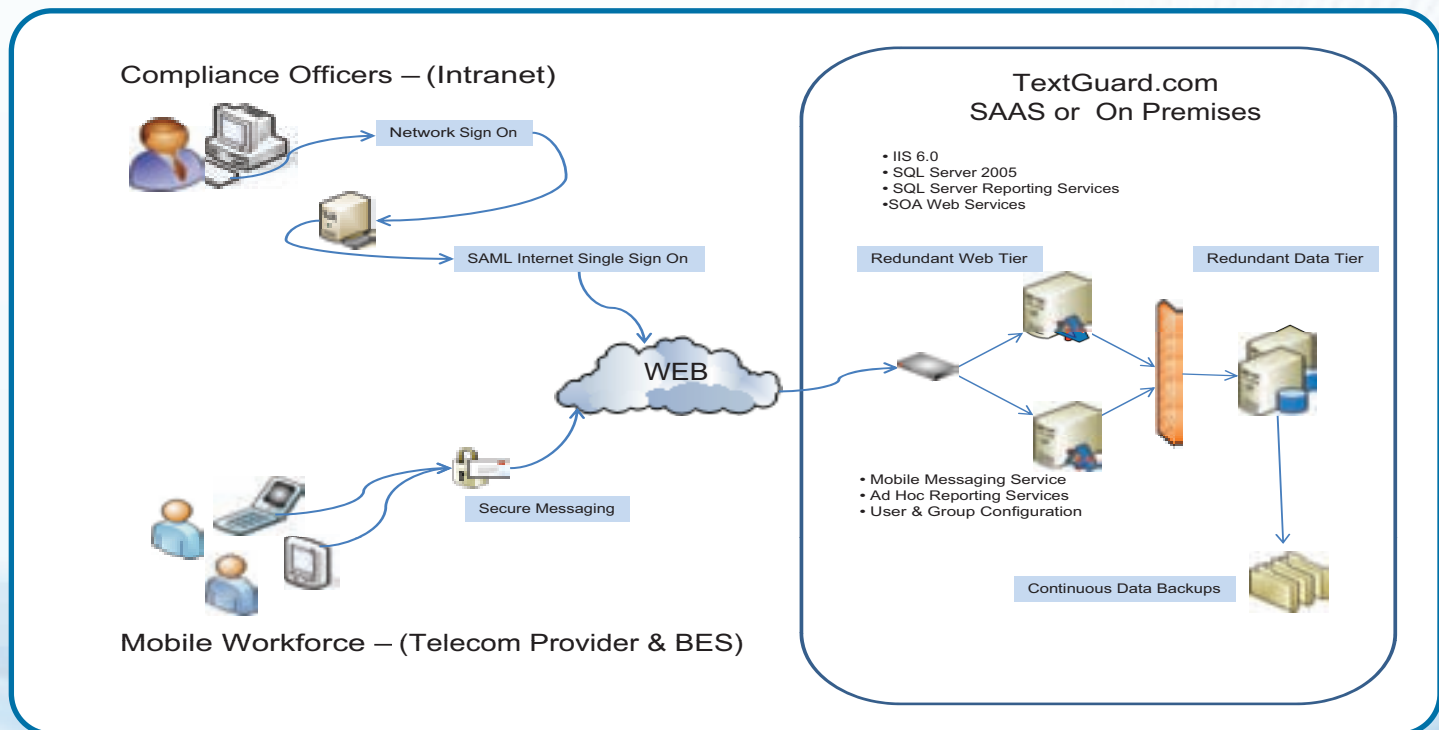 Compliance Officers – (Intranet)
Network Sign On
SAML Internet Single Sign On
WEB
Secure Messaging
Mobile Workforce – (Telecom Provider & BES)
TextGuard.com
SAAS or On Premises
• IIS 6.0
• SQL Server 2005
• SQL Server Reporting Services
•SOA Web Services
Redundant Web Tier
Redundant Data Tier
• Mobile Messaging Service
• Ad Hoc Reporting Services
• User & Group Configuration
Continuous Data Backups